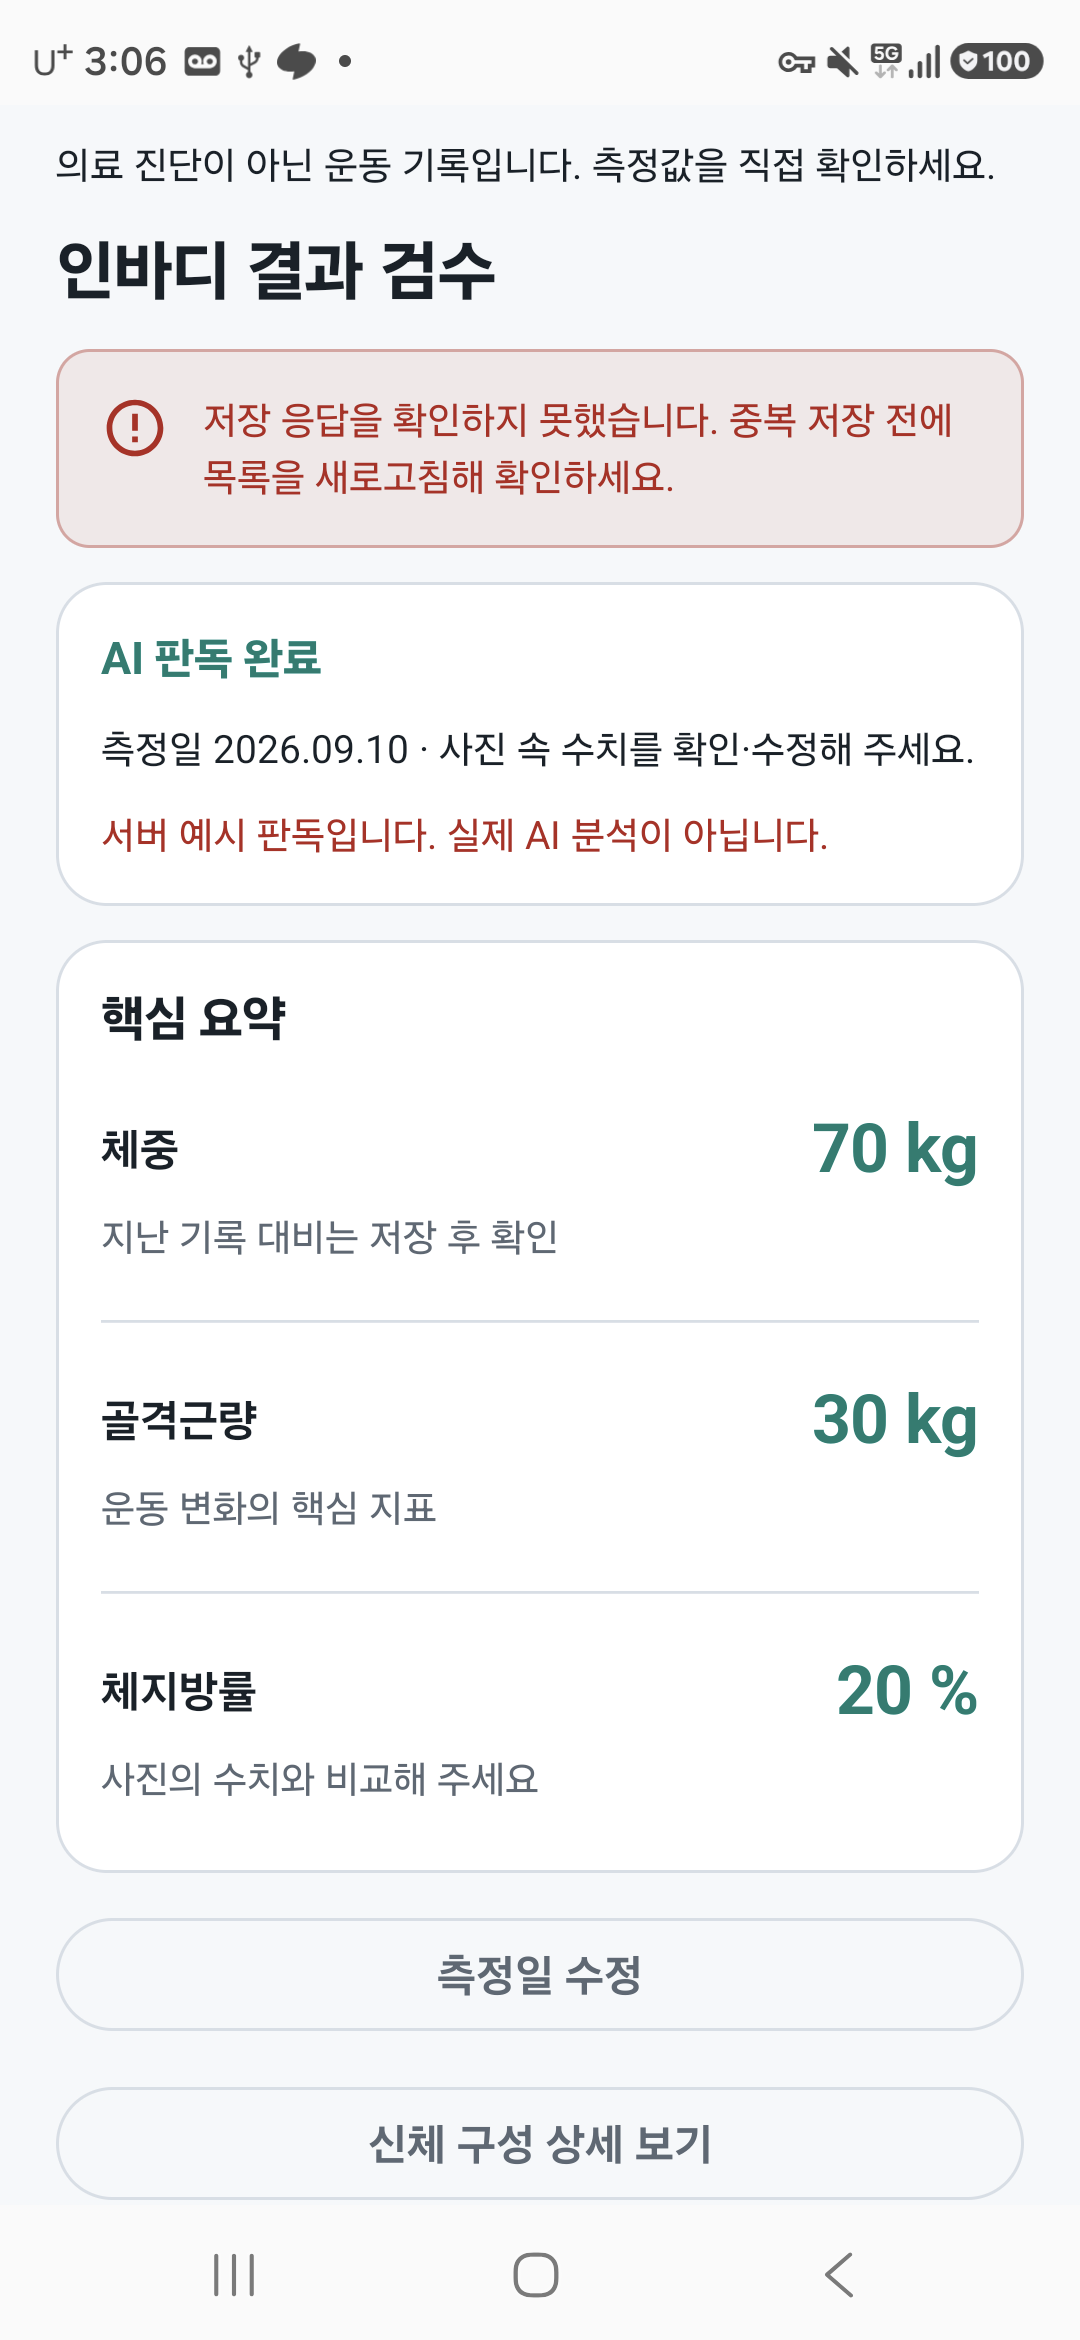 U+ 3:06 5G 100
의료 진단이 아닌 운동 기록입니다. 측정값을 직접 확인하세요.
인바디 결과 검수
저장 응답을 확인하지 못했습니다. 중복 저장 전에
목록을 새로고침해 확인하세요.
AI 판독 완료
측정일 2026.09.10 · 사진 속 수치를 확인·수정해 주세요.
서버 예시 판독입니다. 실제 AI 분석이 아닙니다.
핵심 요약
체중 70 kg
지난 기록 대비는 저장 후 확인
골격근량 30 kg
운동 변화의 핵심 지표
체지방률 20 %
사진의 수치와 비교해 주세요
측정일 수정
신체 구성 상세 보기